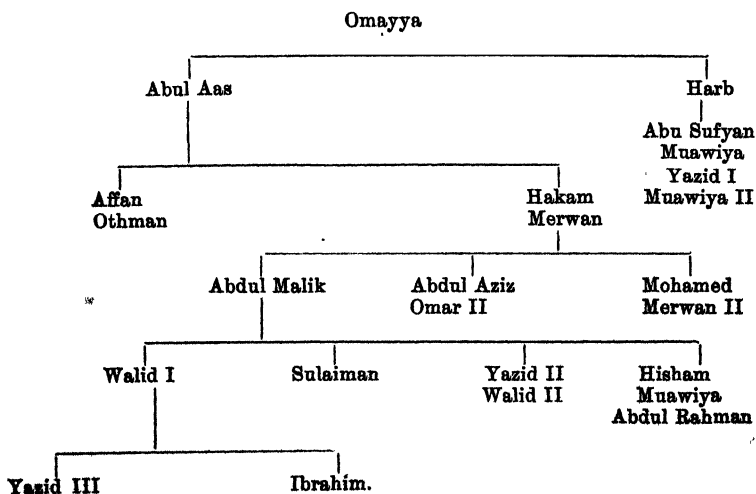 Omayya
Abul Aas Harb
Abu Sufyan
Muawiya
Yazid I
Muawiya II
Affan
Othman
Hakam
Merwan
Abdul Malik
Abdul Aziz
Omar II
Mohamed
Merwan II
Walid I
Sulaiman
Yazid II
Walid II
Hisham
Muawiya
Abdul Rahman
Yazid III
Ibrahim.